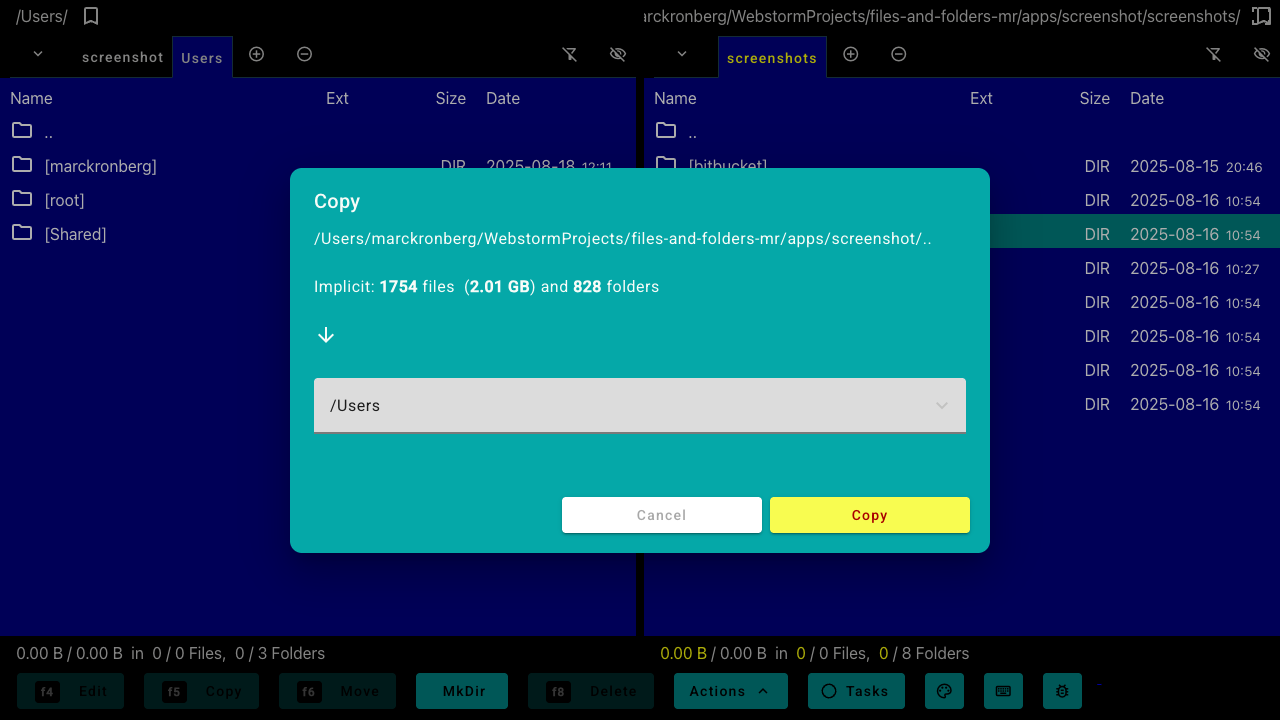 /Users/
arckronberg/WebstormProjects/files-and-folders-mr/apps/screenshot/screenshots/
screenshot Users
screenshots
Name Ext Size Date
Name Ext Size Date
..
..
[marckronberg] DIR 2025-08-18 12:11
[bitbucket] DIR 2025-08-15 20:46
[root]
DIR 2025-08-16 10:54
[Shared]
DIR 2025-08-16 10:54
DIR 2025-08-16 10:27
DIR 2025-08-16 10:54
DIR 2025-08-16 10:54
DIR 2025-08-16 10:54
DIR 2025-08-16 10:54
Copy
/Users/marckronberg/WebstormProjects/files-and-folders-mr/apps/screenshot/..
Implicit: 1754 files (2.01 GB) and 828 folders
/Users
Cancel Copy
0.00 B / 0.00 B in 0 / 0 Files, 0 / 3 Folders
0.00 B / 0.00 B in 0 / 0 Files, 0 / 8 Folders
f4 Edit f5 Copy f6 Move MkDir f8 Delete Actions Tasks